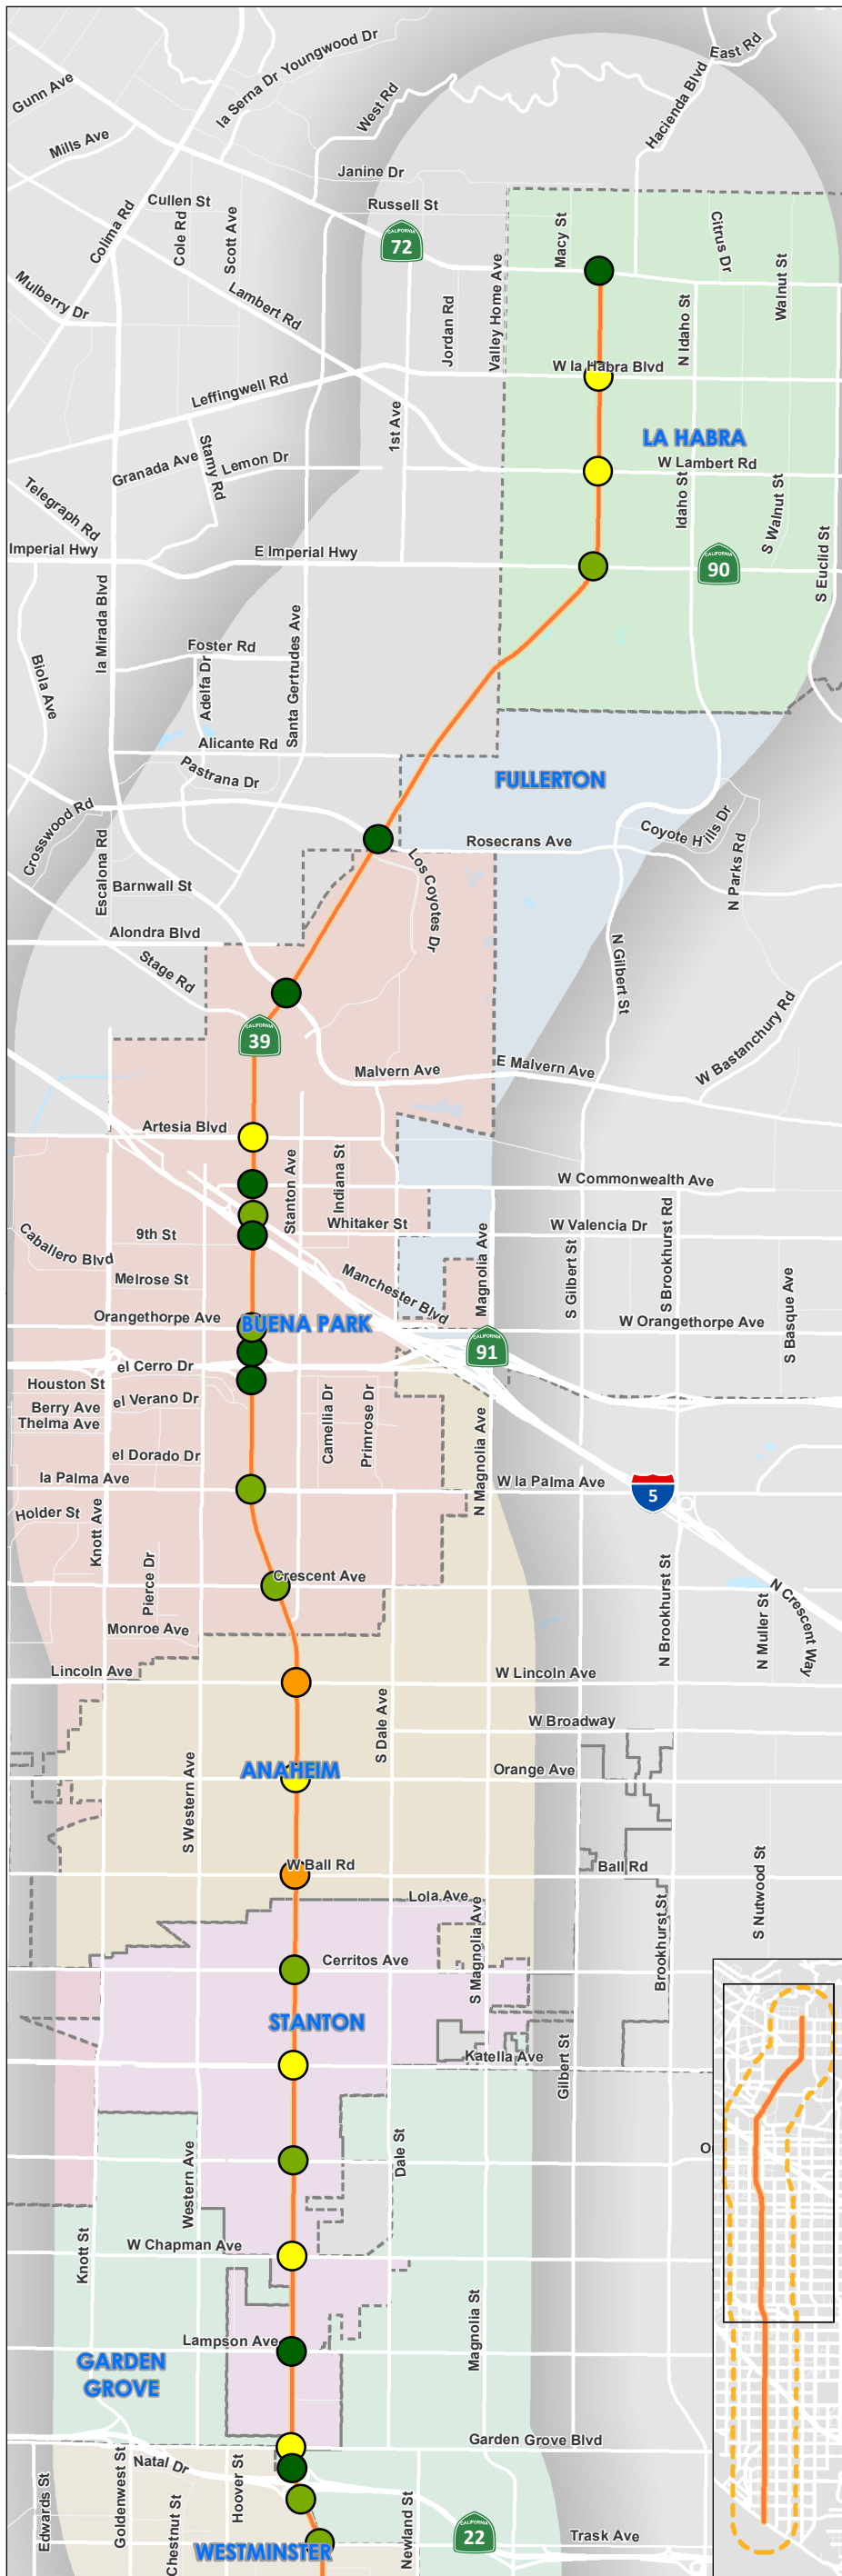 East Rd
Youngwood Dr
la Serna Dr
Gunn Ave
West Rd
Hacienda Blvd
Mills Ave
Janine Dr
Cullen St
Russell St
Colima Rd
Cole Rd
Scott Ave
CALIFORNIA
72
Macy St
Citrus Dr
Walnut St
Valley Home Ave
Mulberry Dr
Lambert Rd
Jordan Rd
N Idaho St
W la Habra Blvd
Leffingwell Rd
1st Ave
LA HABRA
Granada Ave
Stamy Rd
Lemon Dr
W Lambert Rd
Idaho St
S Walnut St
Telegraph Rd
Imperial Hwy
E Imperial Hwy
CALIFORNIA
90
S Euclid St
la Mirada Blvd
Santa Gertrudes Ave
Foster Rd
Biola Ave
Adelfa Dr
Alicante Rd
Pastrana Dr
FULLERTON
Crosswood Rd
Coyote Hills Dr
Rosecrans Ave
Escalona Rd
Los Coyotes Dr
N Parks Rd
Barnwall St
Alondra Blvd
Stage Rd
N Gilbert St
CALIFORNIA
39
W Bastanchury Rd
Malvern Ave
E Malvern Ave
Artesia Blvd
Stanton Ave
Indiana St
W Commonwealth Ave
Caballero Blvd
9th St
Whitaker St
W Valencia Dr
Magnolia Ave
S Gilbert St
S Brookhurst Rd
S Basque Ave
Melrose St
Manchester Blvd
Orangethorpe Ave
BUENA PARK
W Orangethorpe Ave
CALIFORNIA
91
el Cerro Dr
Houston St
Berry Ave
el Verano Dr
Thelma Ave
Camellia Dr
Primrose Dr
N Magnolia Ave
el Dorado Dr
la Palma Ave
W la Palma Ave
5
Holder St
Knott Ave
Pierce Dr
Crescent Ave
N Brookhurst St
N Muller St
N Crescent Way
Monroe Ave
Lincoln Ave
W Lincoln Ave
S Dale Ave
W Broadway
S Western Ave
ANAHEIM
Orange Ave
W Ball Rd
Ball Rd
S Nutwood St
Lola Ave
S Magnolia Ave
Brookhurst St
Cerritos Ave
STANTON
Katella Ave
Gilbert St
Dale St
O
Western Ave
Knott St
W Chapman Ave
Magnolia St
Lampson Ave
GARDEN
GROVE
Garden Grove Blvd
Natal Dr
Edwards St
Goldenwest St
Chestnut St
Hoover St
Newland St
CALIFORNIA
22
Trask Ave
WESTMINSTER